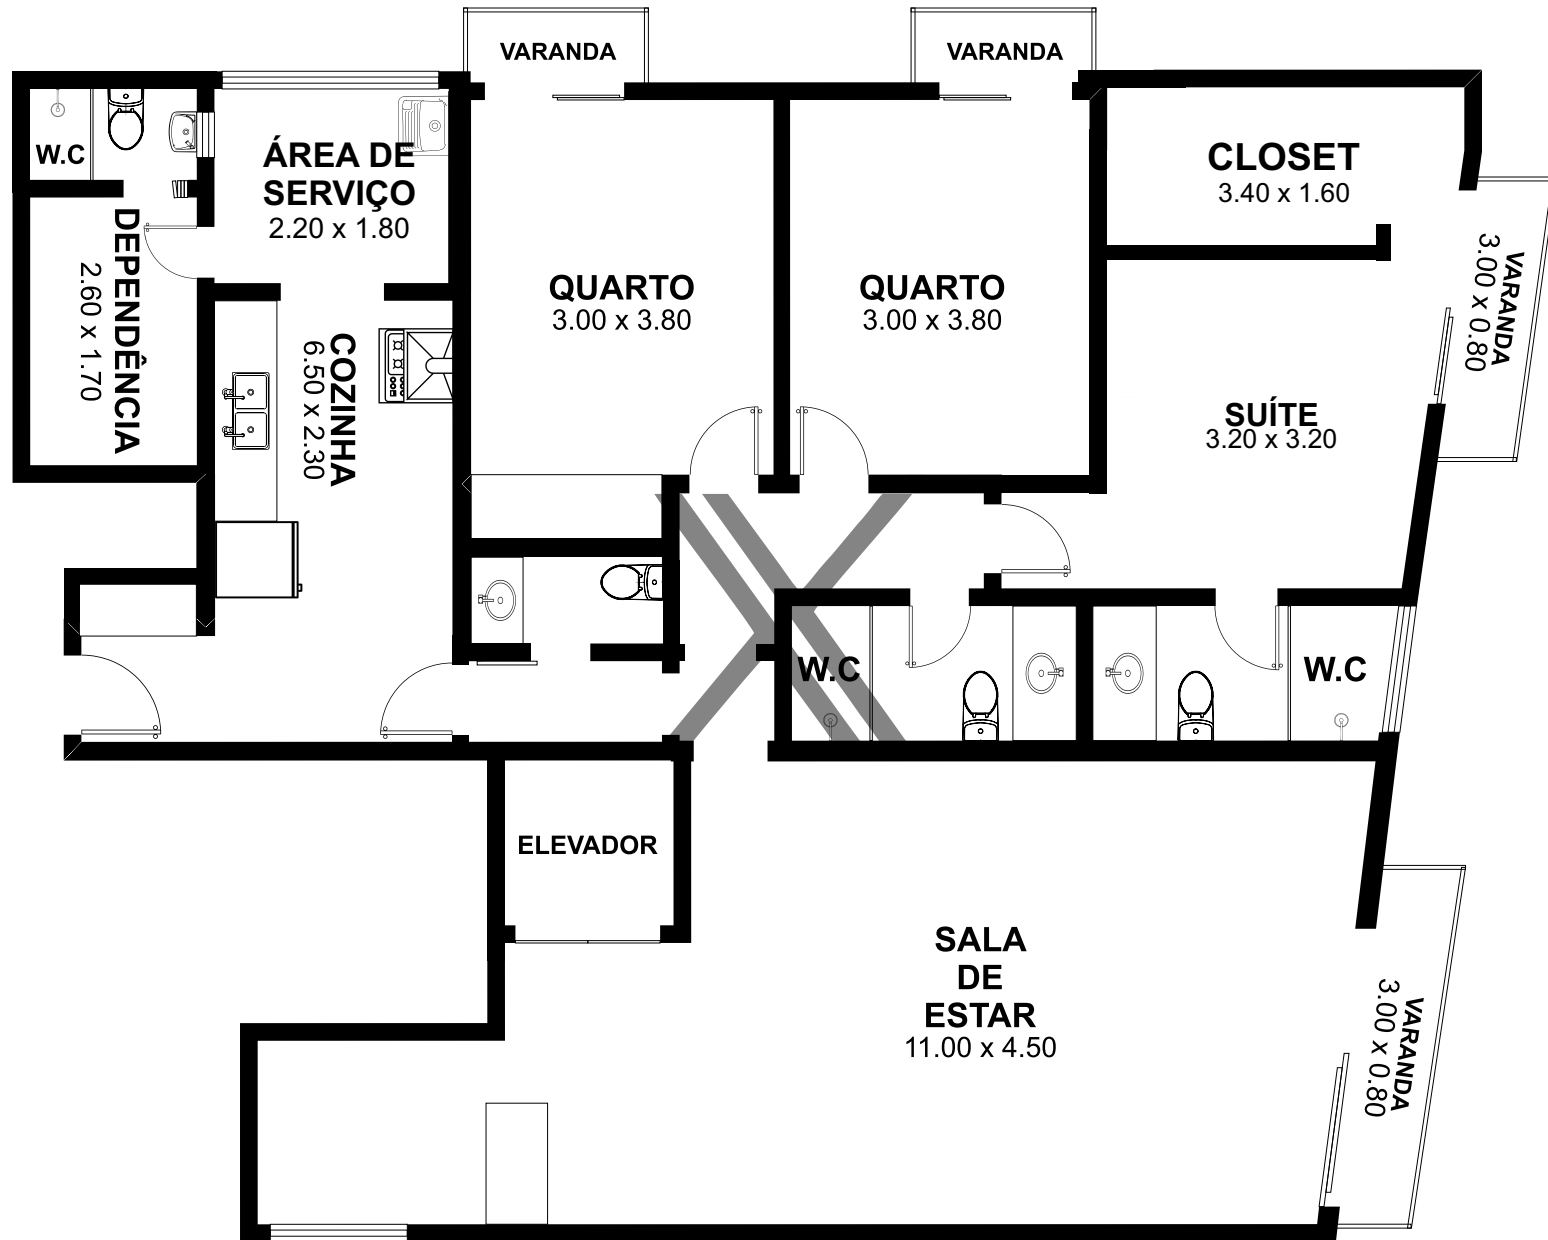 VARANDA
VARANDA
W.C
ÁREA DE
SERVIÇO
2.20 x 1.80
CLOSET
3.40 x 1.60
DEPENDÊNCIA
2.60 x 1.70
QUARTO
3.00 x 3.80
QUARTO
3.00 x 3.80
VARANDA
3.00 x 0.80
COZINHA
6.50 x 2.30
SUÍTE
3.20 x 3.20
W.C
W.C
ELEVADOR
SALA
DE
ESTAR
11.00 x 4.50
VARANDA
3.00 x 0.80